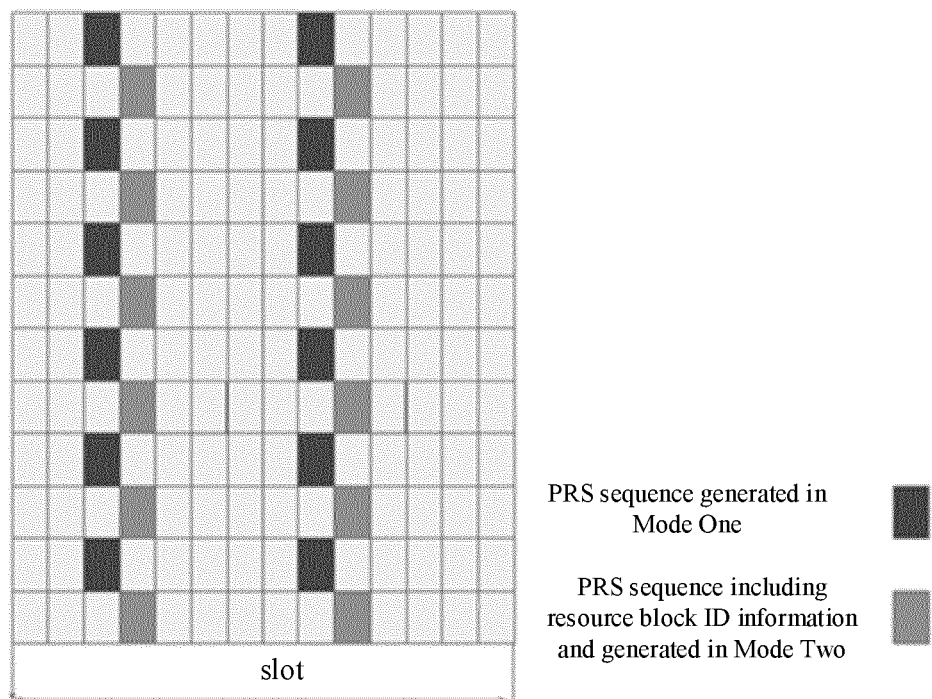 PRS sequence generated in
Mode One
PRS sequence including
resource block ID information
and generated in Mode Two
slot